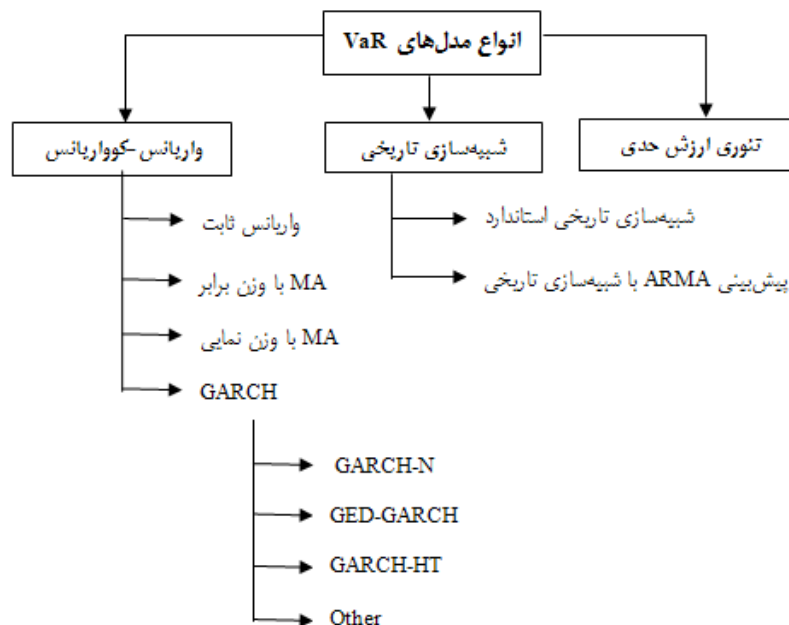 انواع مدل‌های VaR
تئوری ارزش حدی
شبیه‌سازی تاریخی
واریانس-کوواریانس
شبیه‌سازی تاریخی استاندارد
پیش‌بینی ARMA با شبیه‌سازی تاریخی
واریانس ثابت
MA با وزن برابر
MA با وزن نمایی
GARCH
GARCH-N
GED-GARCH
GARCH-HT
Other